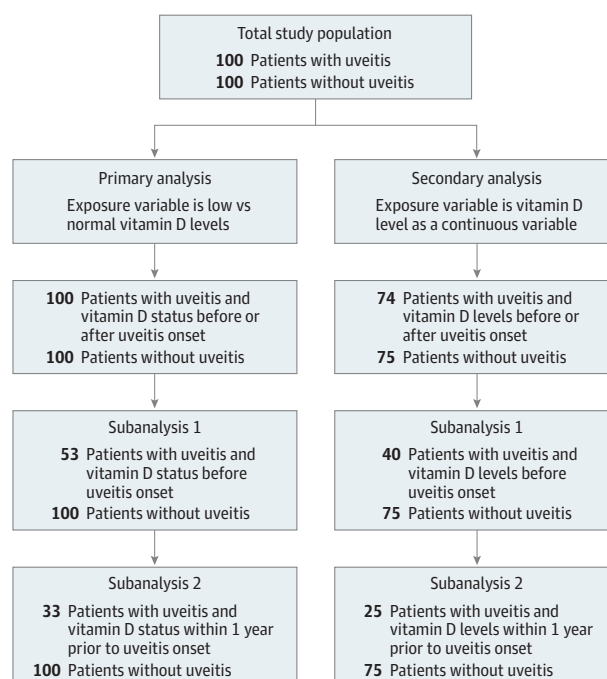 Total study population
100 Patients with uveitis
100 Patients without uveitis
Primary analysis
Exposure variable is low vs
normal vitamin D levels
Secondary analysis
Exposure variable is vitamin D
level as a continuous variable
100 Patients with uveitis and
vitamin D status before or
after uveitis onset
100 Patients without uveitis
74 Patients with uveitis and
vitamin D levels before or
after uveitis onset
75 Patients without uveitis
Subanalysis 1
53 Patients with uveitis and
vitamin D status before
uveitis onset
100 Patients without uveitis
Subanalysis 1
40 Patients with uveitis and
vitamin D levels before
uveitis onset
75 Patients without uveitis
Subanalysis 2
33 Patients with uveitis and
vitamin D status within 1 year
prior to uveitis onset
100 Patients without uveitis
Subanalysis 2
25 Patients with uveitis and
vitamin D levels within 1 year
prior to uveitis onset
75 Patients without uveitis